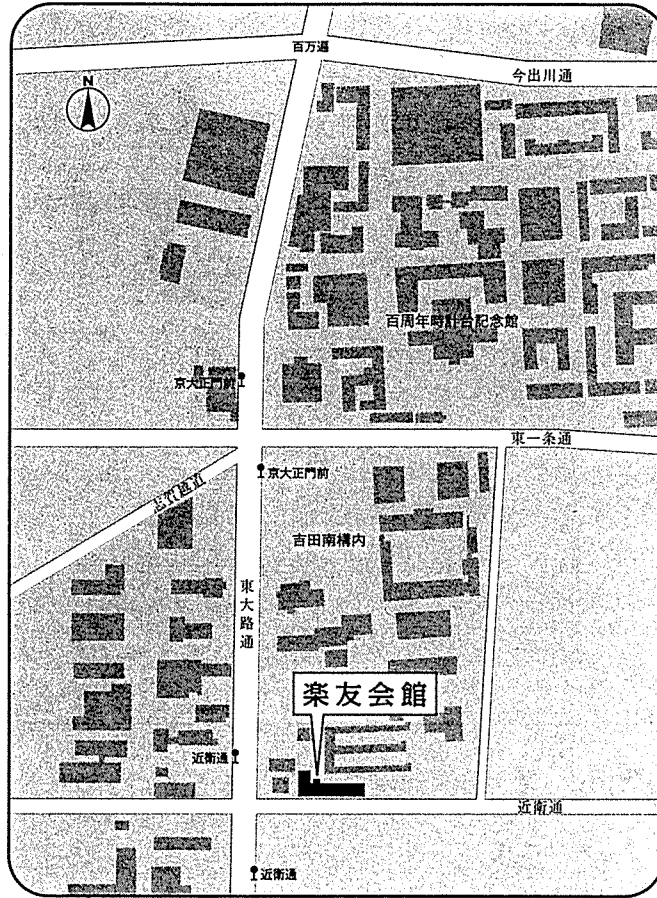 百万遍
今出川通
N
百周年時計台記念館
京大正門前
東一条通
京大正門前
志賀越道
吉田南構内
東大路通
楽友会館
近衛通
近衛通
近衛通